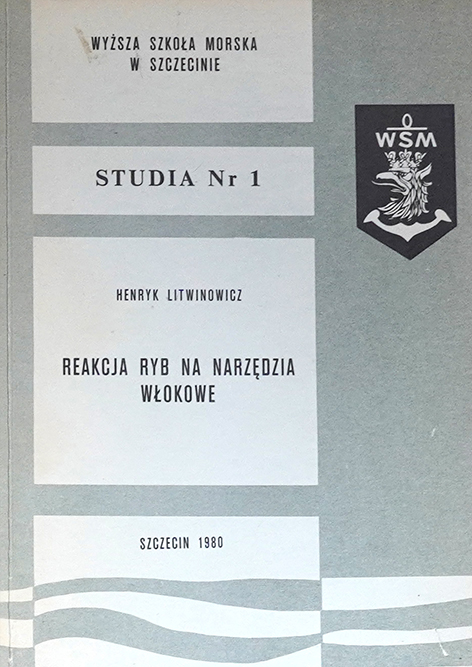 WYŻSZA SZKOŁA MORSKA
W SZCZECINIE
WSM
STUDIA Nr 1
HENRYK LITWINOWICZ
REAKCJA RYB NA NARZĘDZIA
WŁOKOWE
SZCZECIN 1980